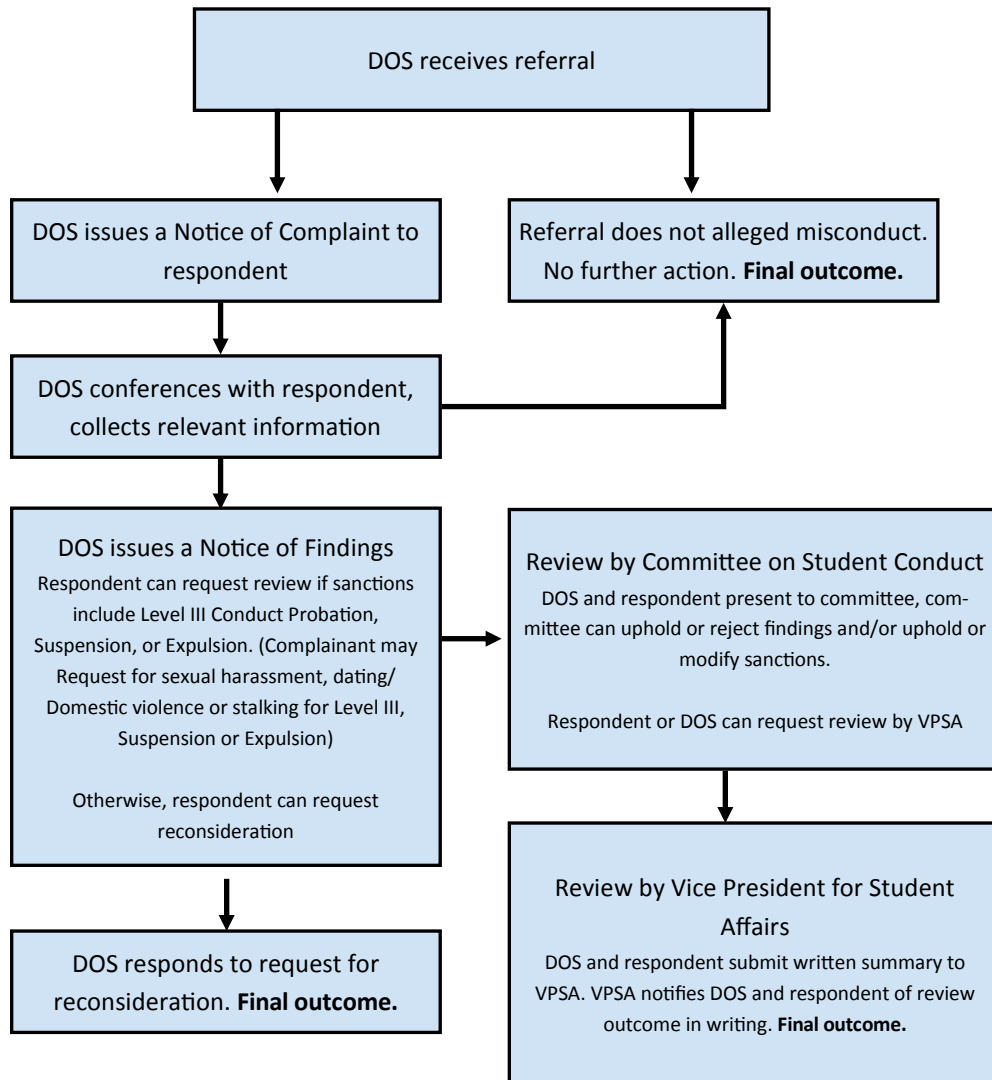 DOS receives referral
DOS issues a Notice of Complaint to
respondent
Referral does not alleged misconduct.
No further action. Final outcome.
DOS conferences with respondent,
collects relevant information
DOS issues a Notice of Findings
Respondent can request review if sanctions
include Level III Conduct Probation,
Suspension, or Expulsion. (Complainant may
Request for sexual harassment, dating/
Domestic violence or stalking for Level III,
Suspension or Expulsion)
Otherwise, respondent can request
reconsideration
Review by Committee on Student Conduct
DOS and respondent present to committee, com-
mittee can uphold or reject findings and/or uphold or
modify sanctions.
Respondent or DOS can request review by VPSA
DOS responds to request for
reconsideration. Final outcome.
Review by Vice President for Student
Affairs
DOS and respondent submit written summary to
VPSA. VPSA notifies DOS and respondent of review
outcome in writing. Final outcome.